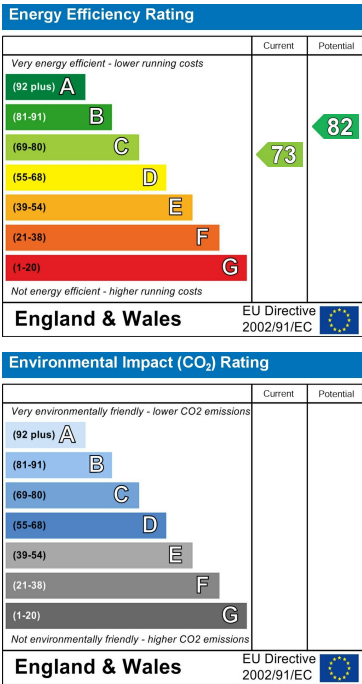 Energy Efficiency Rating
Current Potential
Very energy efficient - lower running costs
(92 plus) A
(81-91) B
(69-80) C
(55-68) D
(39-54) E
(21-38) F
(1-20) G
73
82
Not energy efficient - higher running costs
England & Wales
EU Directive
2002/91/EC
Environmental Impact (CO₂) Rating
Current Potential
Very environmentally friendly - lower CO2 emissions
(92 plus) A
(81-91) B
(69-80) C
(55-68) D
(39-54) E
(21-38) F
(1-20) G
Not environmentally friendly - higher CO2 emissions
England & Wales
EU Directive
2002/91/EC